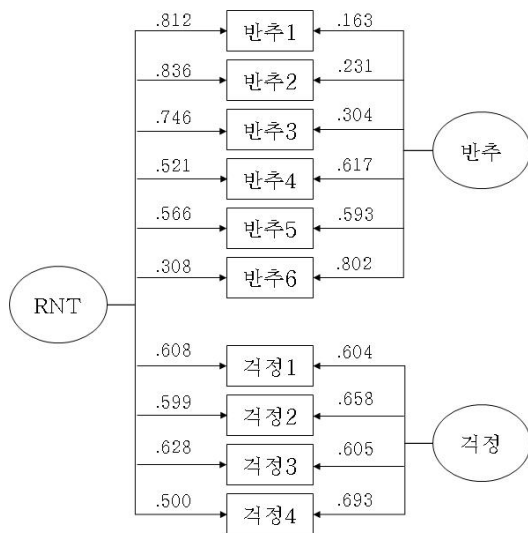 .812 반추1 .163
.836 반추2 .231
.746 반추3 .304
반추
.521 반추4 .617
.566 반추5 .593
.308 반추6 .802
RNT
.608 걱정1 .604
.599 걱정2 .658
걱정
.628 걱정3 .605
.500 걱정4 .693